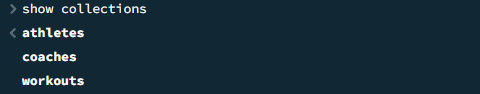 > show collections
< athletes
coaches
workouts